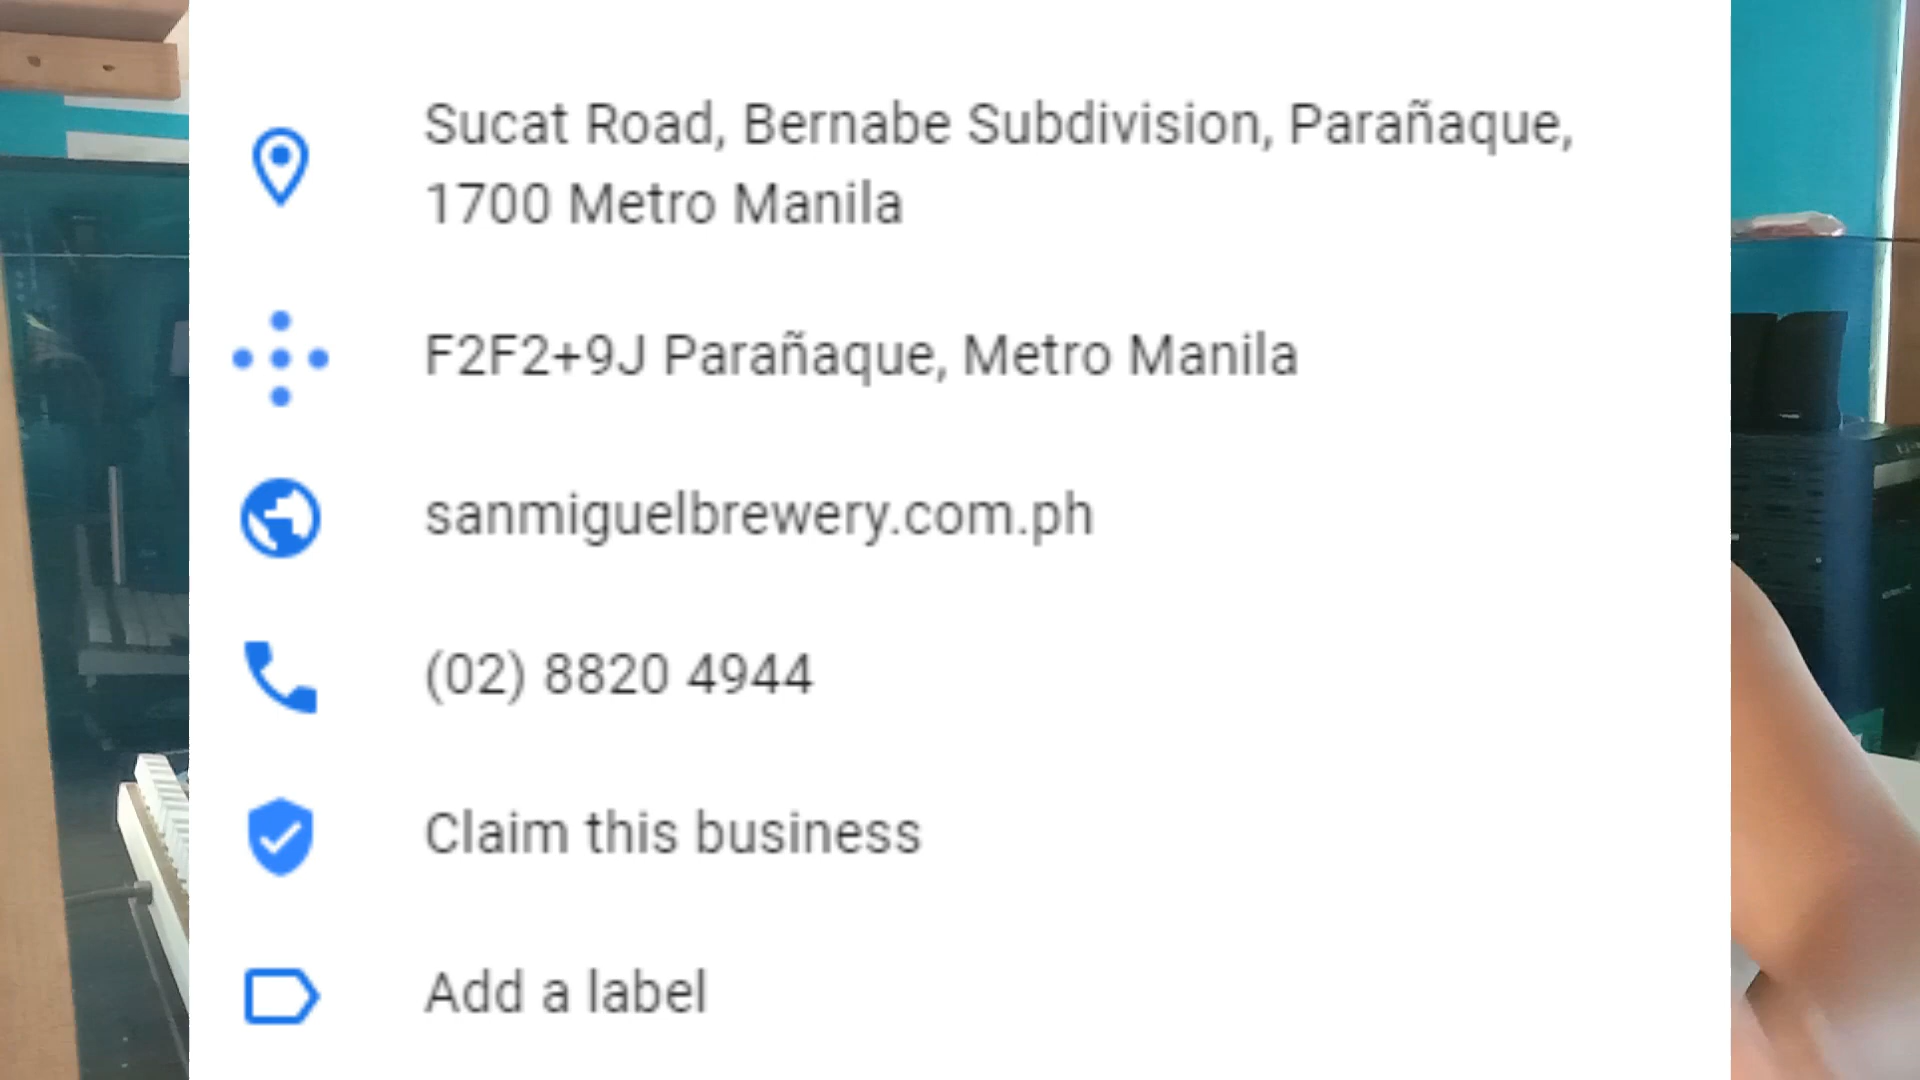 Sucat Road, Bernabe Subdivision, Parañaque,
1700 Metro Manila
F2F2+9J Parañaque, Metro Manila
sanmiguelbrewery.com.ph
(02) 8820 4944
Claim this business
Add a label